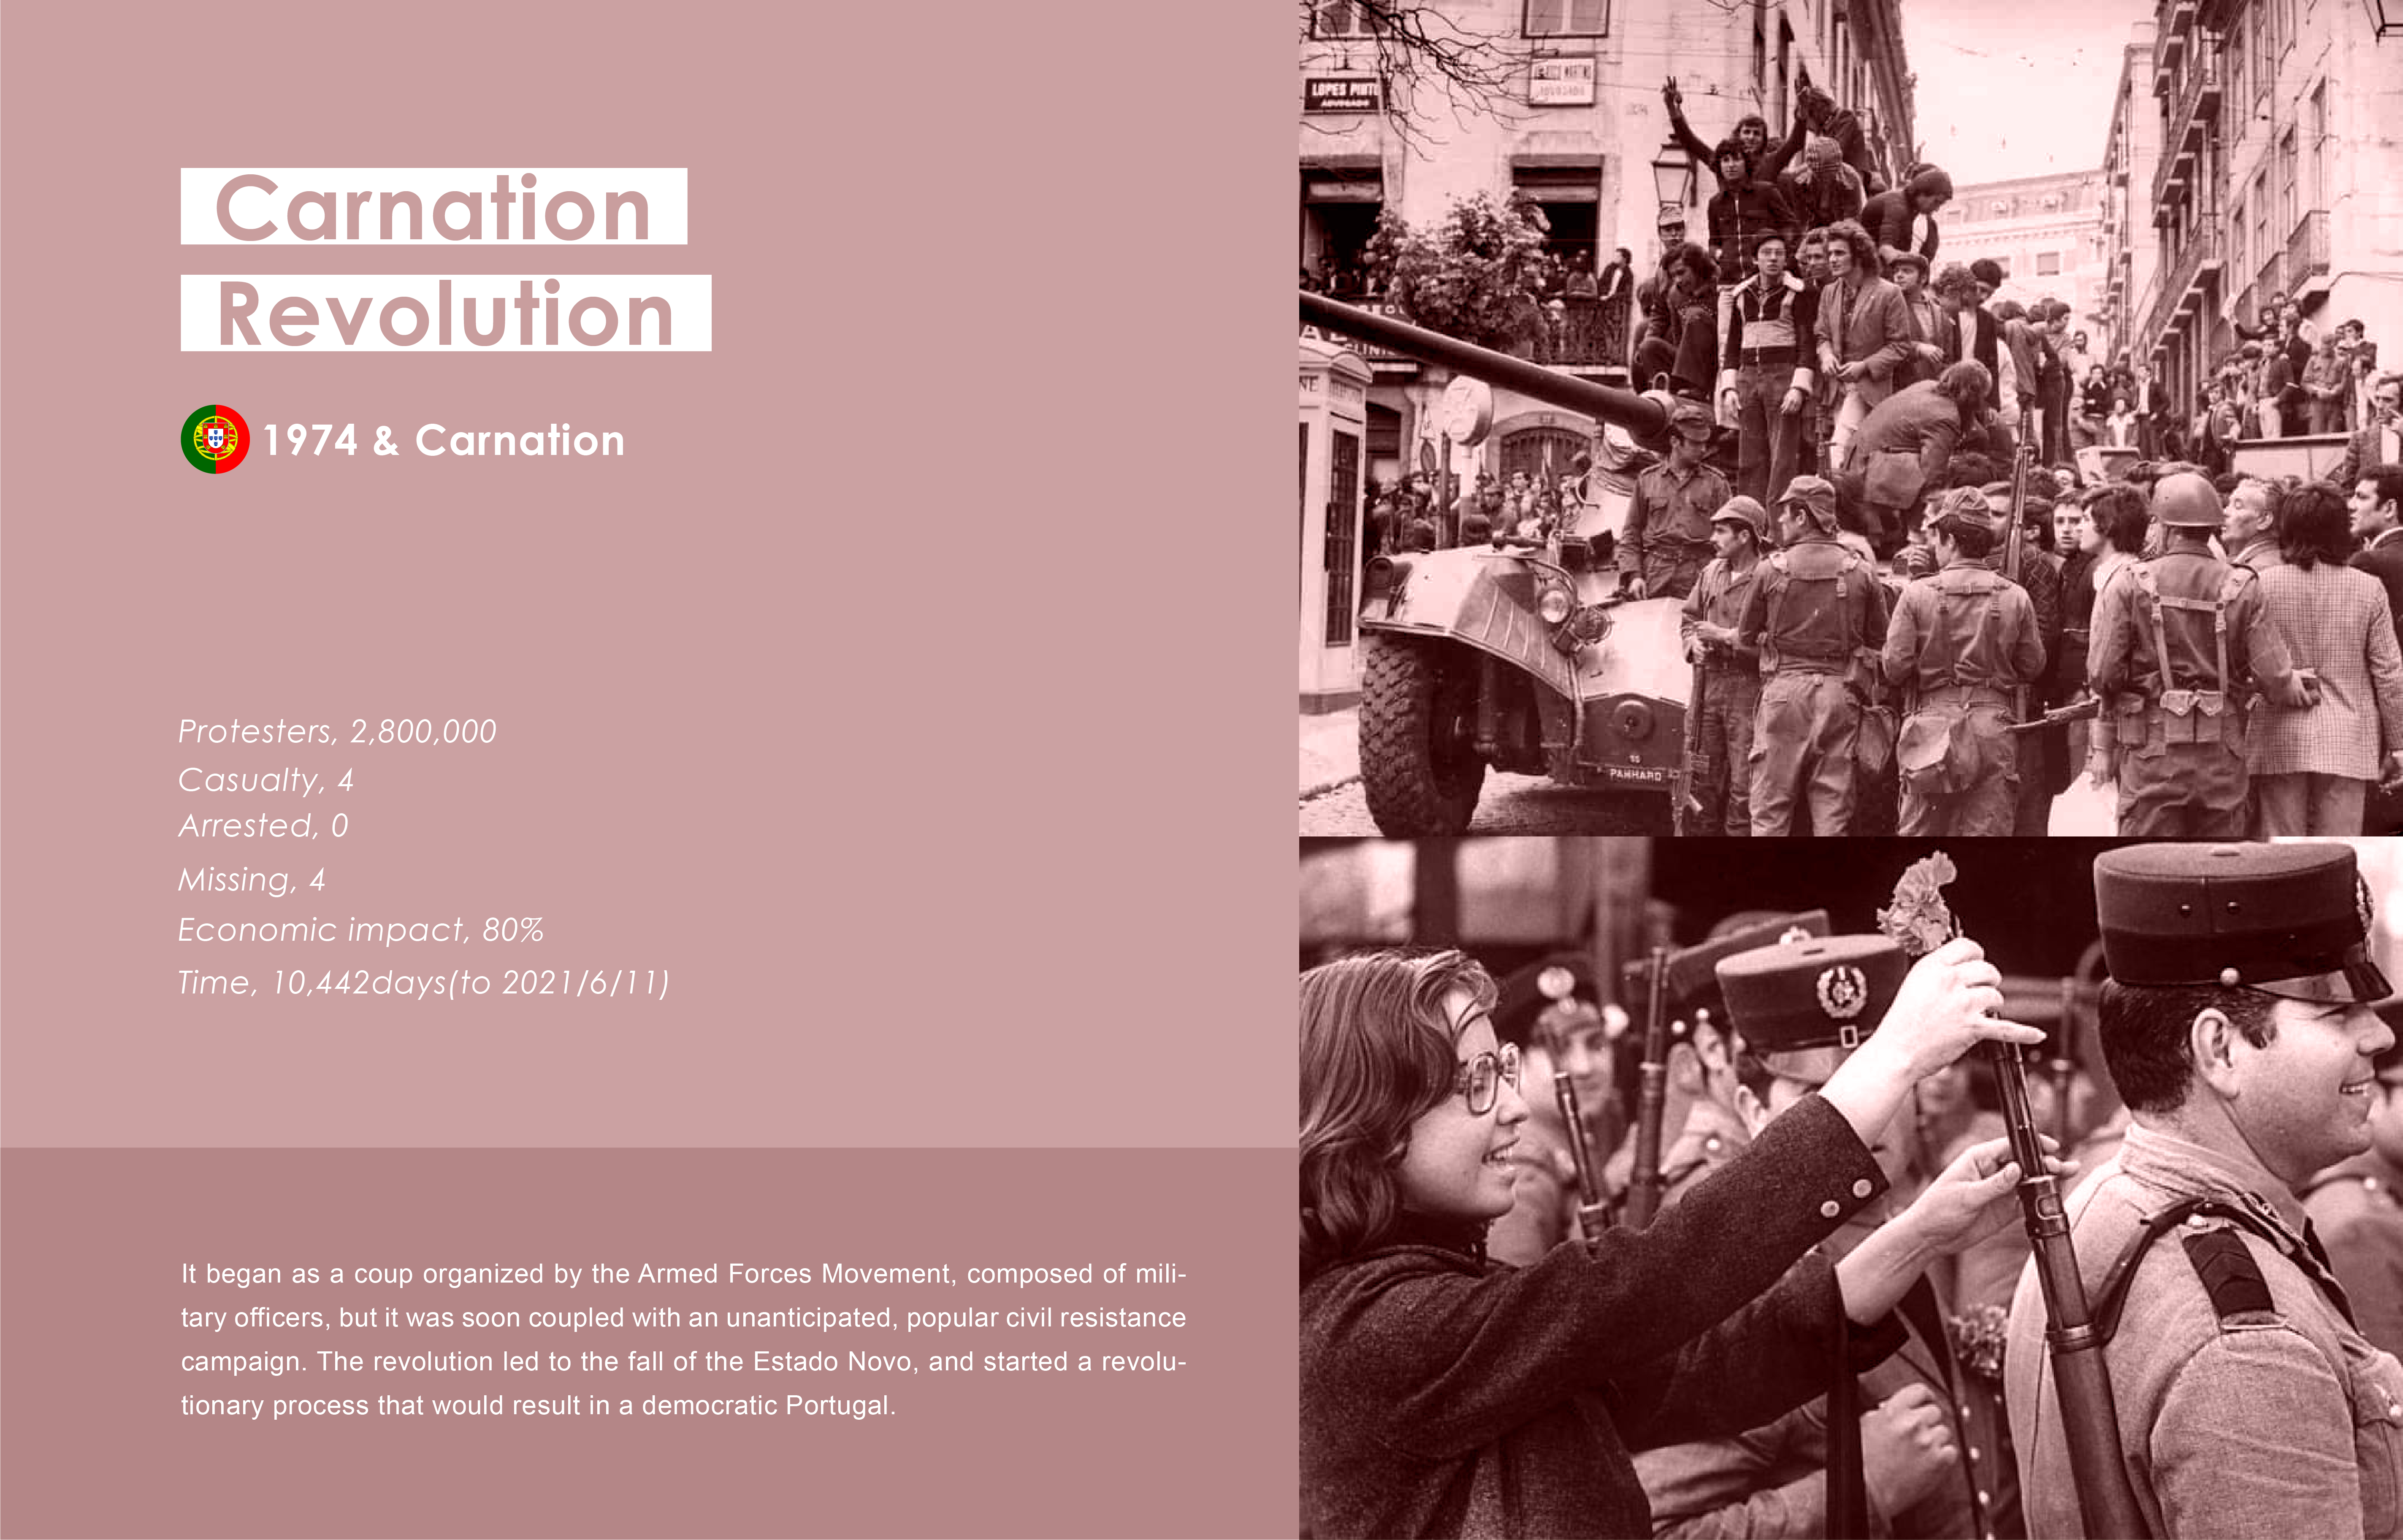 Carnation
Revolution
1974 & Carnation
Protesters, 2,800,000
Casualty, 4
Arrested, 0
Missing, 4
Economic impact, 80%
Time, 10,442days(to 2021/6/11)
It began as a coup organized by the Armed Forces Movement, composed of mili-
tary officers, but it was soon coupled with an unanticipated, popular civil resistance
campaign. The revolution led to the fall of the Estado Novo, and started a revolu-
tionary process that would result in a democratic Portugal.
LOPES PINTO
ADVOGADO
ADVOGADO
PANHARD